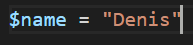 $name = "Denis"